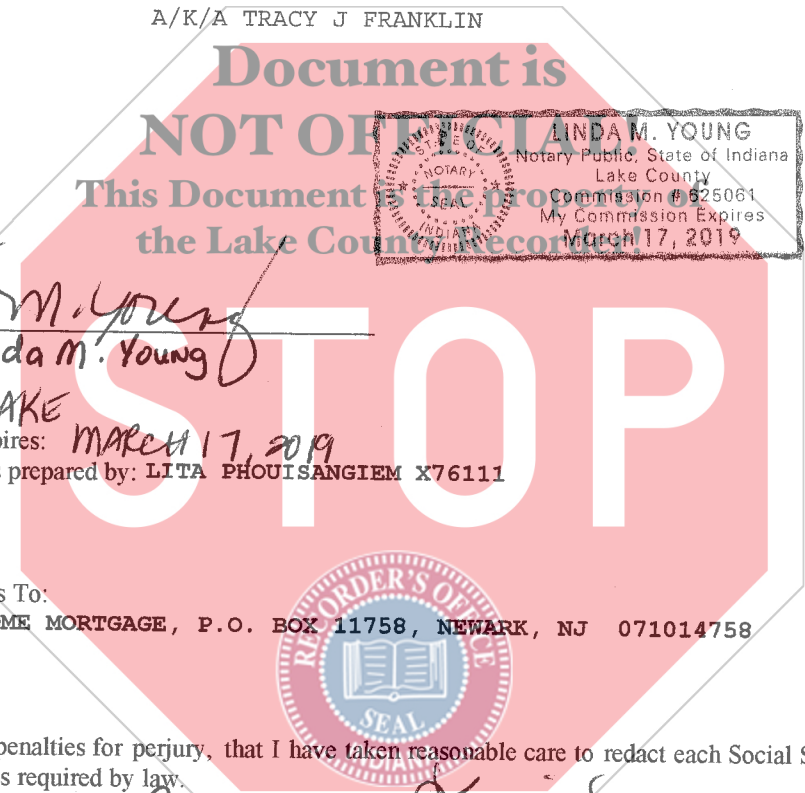 A/K/A TRACY J FRANKLIN
Document is
NOT OFFICIAL!
This Document is the property of
the Lake County Recorder!
STATE OF
NOTARY
SEAL
INDIANA
LINDA M. YOUNG
Notary Public, State of Indiana
Lake County
Commission # 625061
My Commission Expires
March 17, 2019
M. Young
da M. Young
AKE
pires: MARCH 17, 2019
s prepared by: LITA PHOUISANGIEM X76111
STOP
s To:
OME MORTGAGE, P.O. BOX 11758, NEWARK, NJ 071014758
RECORDER'S OFFICE
SEAL
INDIANA
penalties for perjury, that I have taken reasonable care to redact each Social S
s required by law.